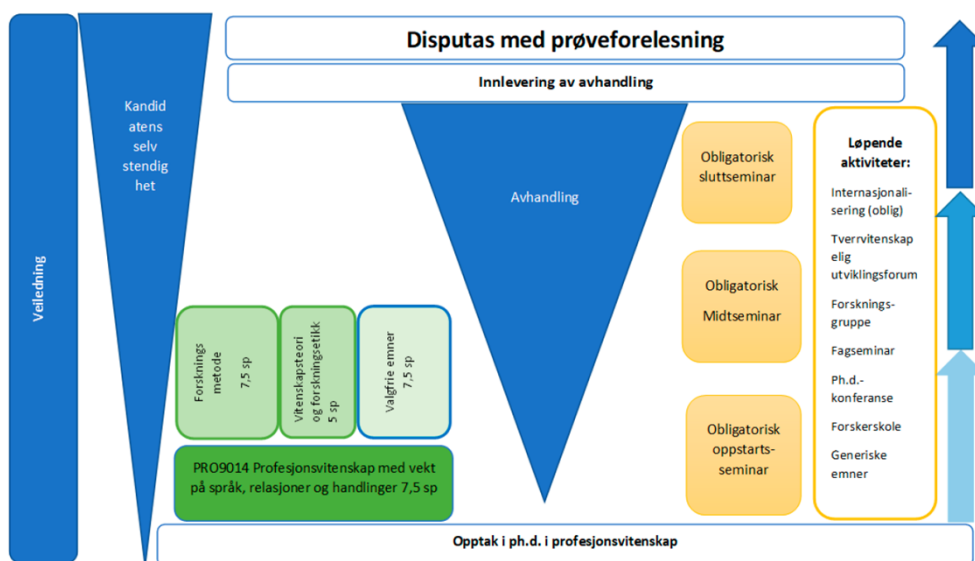 Veiledning
Kandid
atens
selv
stendig
het
Disputas med prøveforelesning
Innlevering av avhandling
Avhandling
Obligatorisk
sluttseminar
Obligatorisk
Midtseminar
Obligatorisk
oppstarts-
seminar
Løpende
aktiviteter:
Internasjonali-
sering (oblig)
Tverrvitenskap
elig
utviklingsforum
Forsknings-
gruppe
Fagseminar
Ph.d.-
konferanse
Forskerskole
Generiske
emner
Forsknings
metode
7,5 sp
Vitenskapsteori
og forskningsetikk
5 sp
Valgfrie emner
7,5 sp
PRO9014 Profesjonsvitenskap med vekt
på språk, relasjoner og handlinger 7,5 sp
Opptak i ph.d. i profesjonsvitenskap